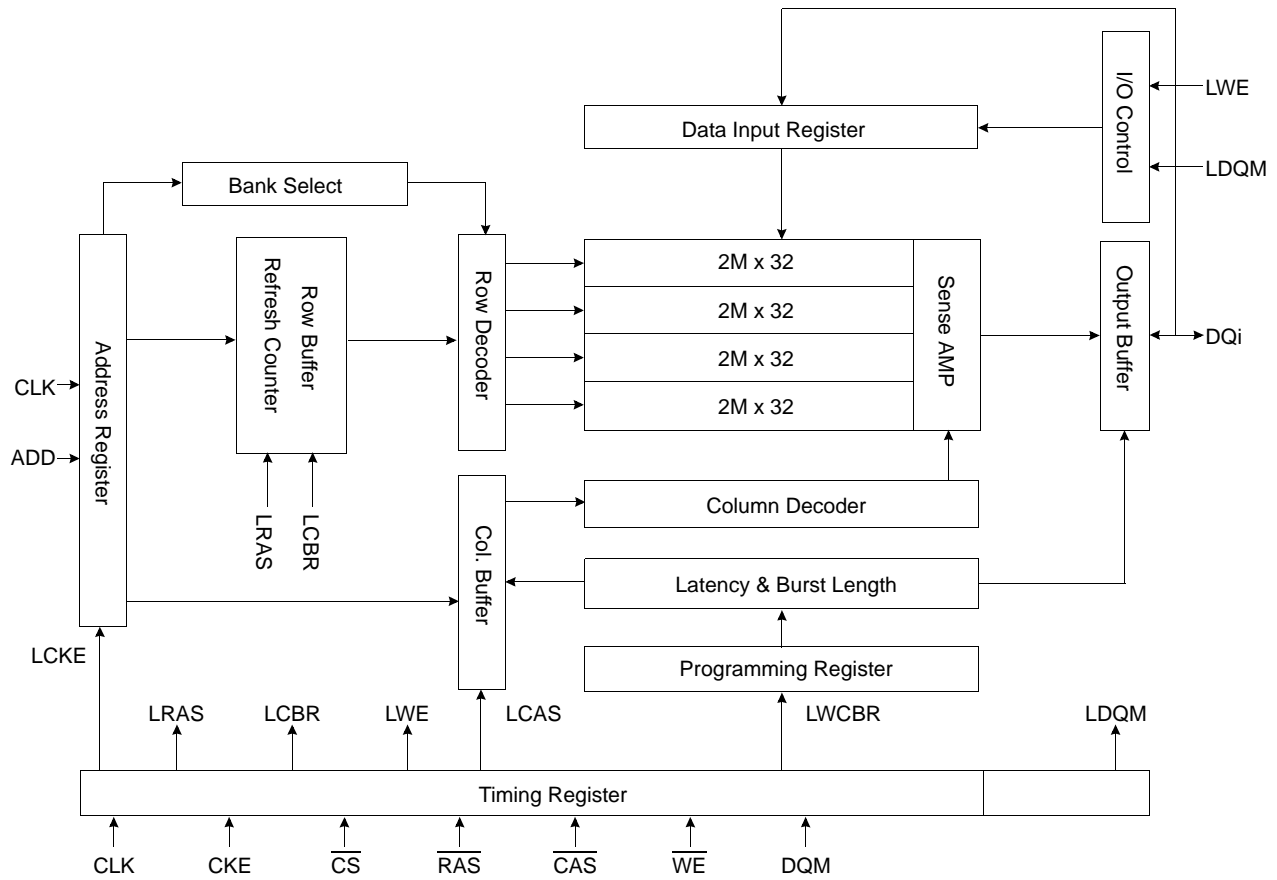 I/O Control
LWE
LDQM
Data Input Register
Bank Select
Address Register
CLK
ADD
Row Buffer
Refresh Counter
LRAS
LCBR
Row Decoder
2M x 32
2M x 32
2M x 32
2M x 32
Sense AMP
Output Buffer
DQi
Col. Buffer
Column Decoder
Latency & Burst Length
Programming Register
LCKE
LRAS
LCBR
LWE
LCAS
LWCBR
LDQM
Timing Register
CLK
CKE
CS
RAS
CAS
WE
DQM